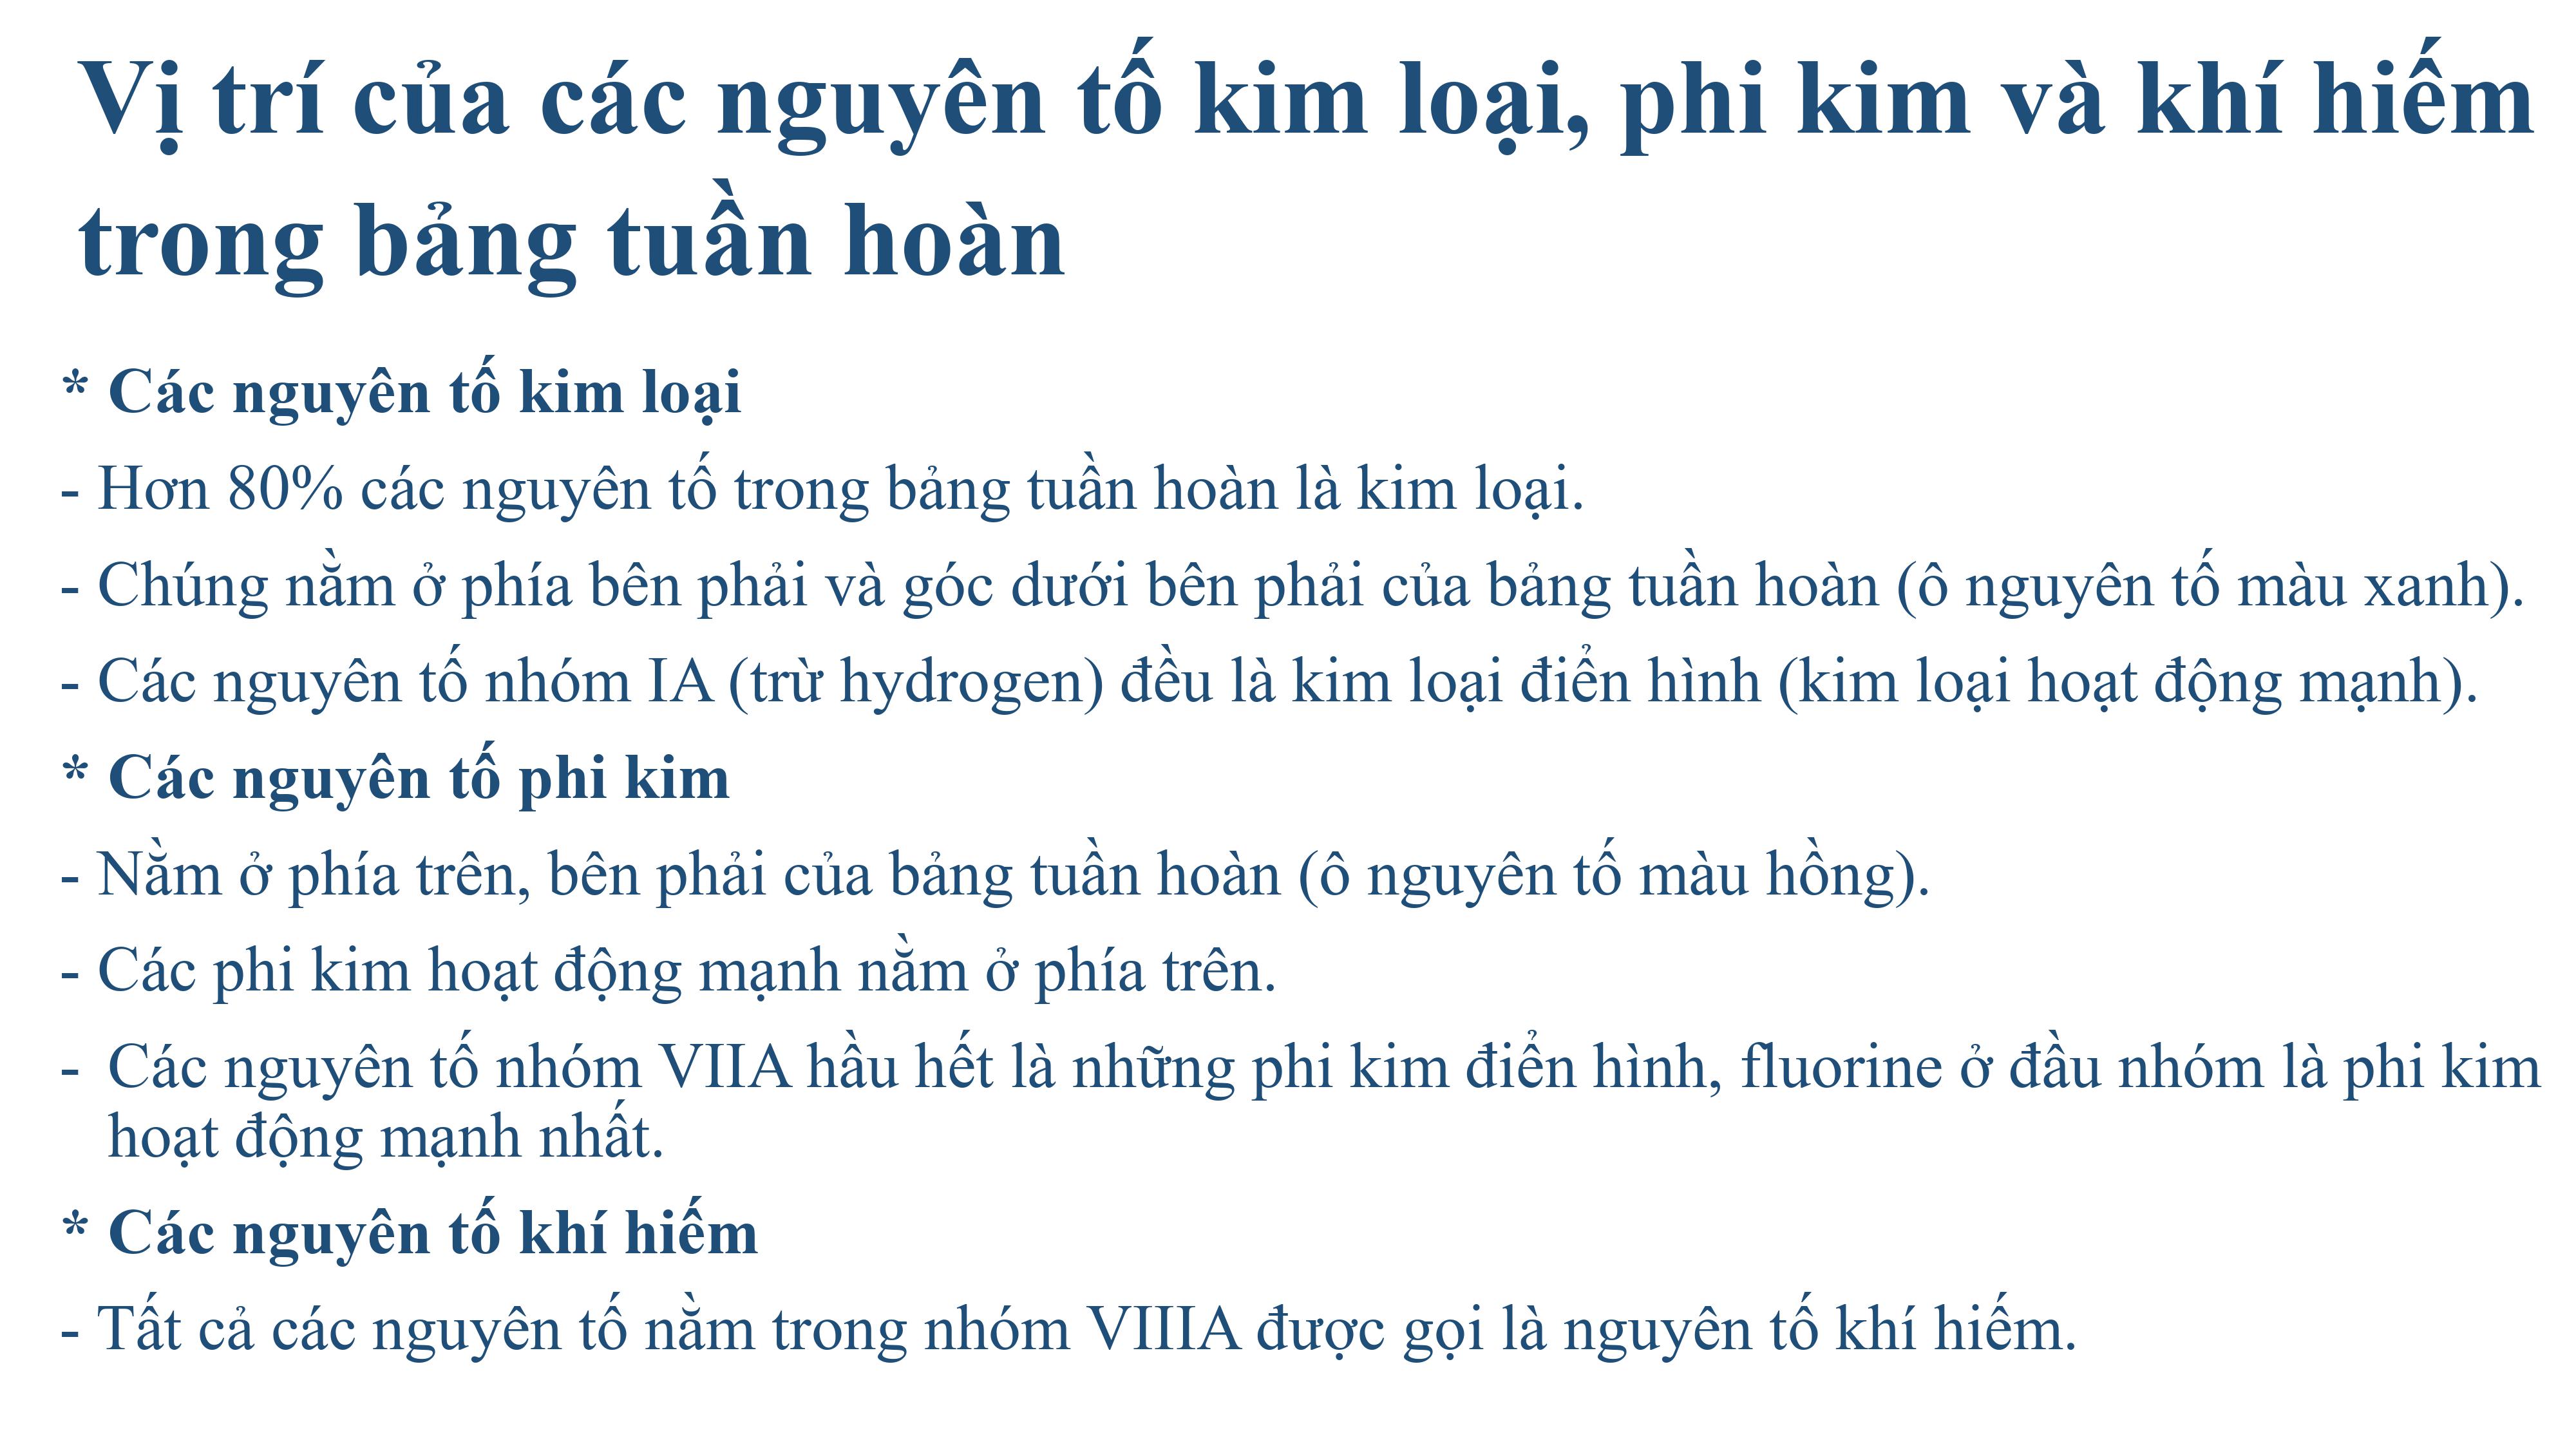 Vị trí của các nguyên tố kim loại, phi kim và khí hiếm
trong bảng tuần hoàn
* Các nguyên tố kim loại
- Hơn 80% các nguyên tố trong bảng tuần hoàn là kim loại.
- Chúng nằm ở phía bên phải và góc dưới bên phải của bảng tuần hoàn (ô nguyên tố màu xanh).
- Các nguyên tố nhóm IA (trừ hydrogen) đều là kim loại điển hình (kim loại hoạt động mạnh).
* Các nguyên tố phi kim
- Nằm ở phía trên, bên phải của bảng tuần hoàn (ô nguyên tố màu hồng).
- Các phi kim hoạt động mạnh nằm ở phía trên.
- Các nguyên tố nhóm VIIA hầu hết là những phi kim điển hình, fluorine ở đầu nhóm là phi kim
hoạt động mạnh nhất.
* Các nguyên tố khí hiếm
- Tất cả các nguyên tố nằm trong nhóm VIIIA được gọi là nguyên tố khí hiếm.